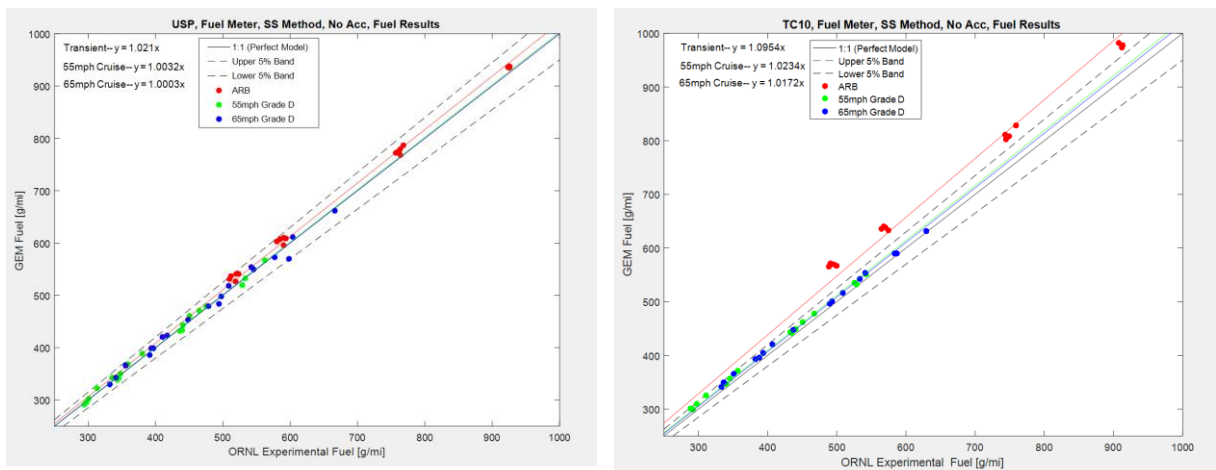 USP, Fuel Meter, SS Method, No Acc, Fuel Results
Transient-- y = 1.021x
55mph Cruise-- y = 1.0032x
65mph Cruise-- y = 1.0003x
1:1 (Perfect Model)
Upper 5% Band
Lower 5% Band
ARB
55mph Grade D
65mph Grade D
1000
900
800
700
600
500
400
300
GEM Fuel [g/mi]
300 400 500 600 700 800 900 1000
ORNL Experimental Fuel [g/mi]
TC10, Fuel Meter, SS Method, No Acc, Fuel Results
Transient-- y = 1.0954x
55mph Cruise-- y = 1.0234x
65mph Cruise-- y = 1.0172x
1:1 (Perfect Model)
Upper 5% Band
Lower 5% Band
ARB
55mph Grade D
65mph Grade D
1000
900
800
700
600
500
400
300
GEM Fuel [g/mi]
300 400 500 600 700 800 900 1000
ORNL Experimental Fuel [g/mi]